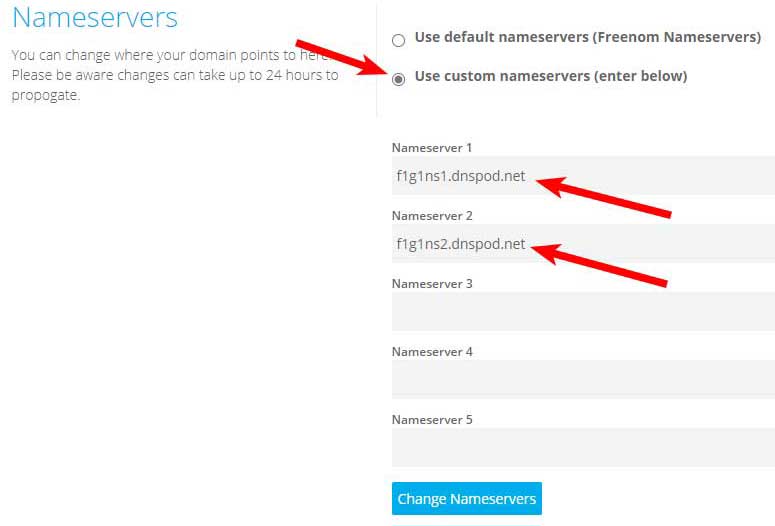 Nameservers
You can change where your domain points to here.
Please be aware changes can take up to 24 hours to
propogate.
Use default nameservers (Freenom Nameservers)
Use custom nameservers (enter below)
Nameserver 1
f1g1ns1.dnspod.net
Nameserver 2
f1g1ns2.dnspod.net
Nameserver 3
Nameserver 4
Nameserver 5
Change Nameservers